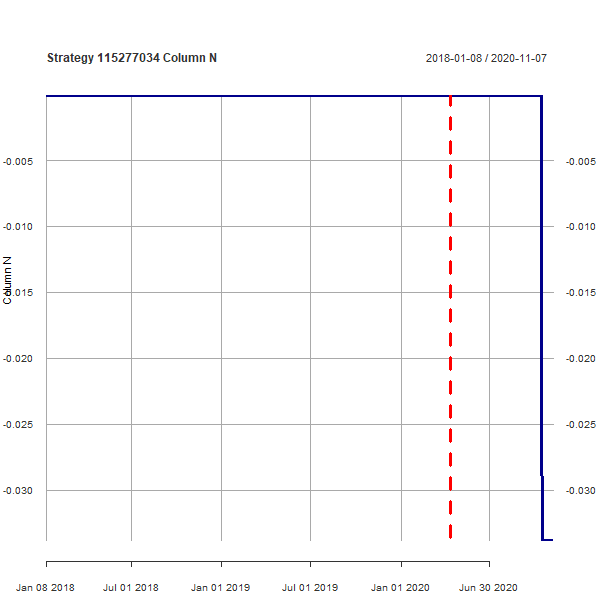 Strategy 115277034 Column N 2018-01-08 / 2020-11-07
-0.005 -0.005
-0.010 -0.010
Column N
-0.015 -0.015
-0.020 -0.020
-0.025 -0.025
-0.030 -0.030
Jan 08 2018 Jul 01 2018 Jan 01 2019 Jul 01 2019 Jan 01 2020 Jun 30 2020